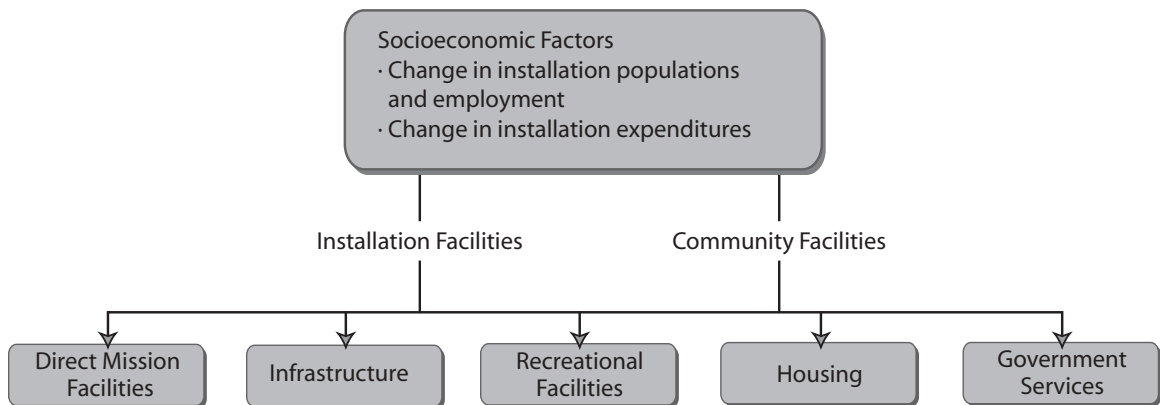 Socioeconomic Factors
· Change in installation populations
and employment
· Change in installation expenditures
Installation Facilities
Community Facilities
Direct Mission
Facilities
Infrastructure
Recreational
Facilities
Housing
Government
Services